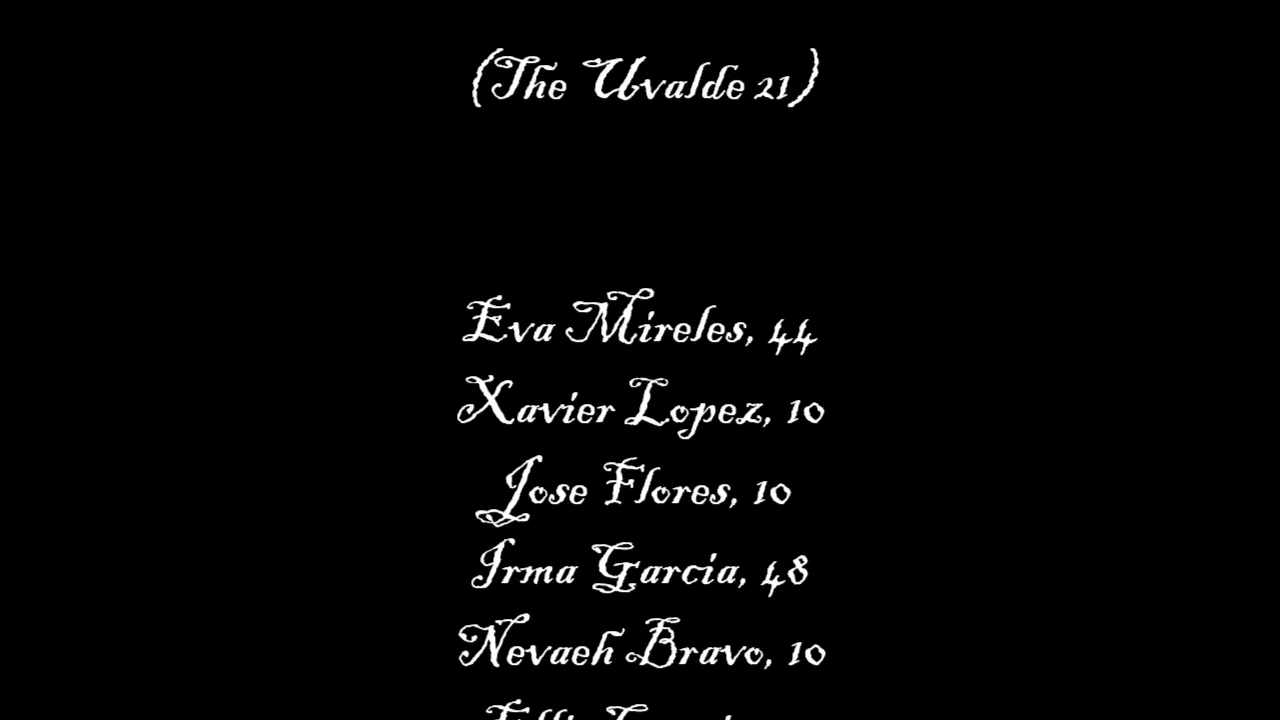 (The Uvalde 21)
Eva Mireles, 44
Xavier Lopez, 10
Jose Flores, 10
Irma Garcia, 48
Nevaeh Bravo, 10